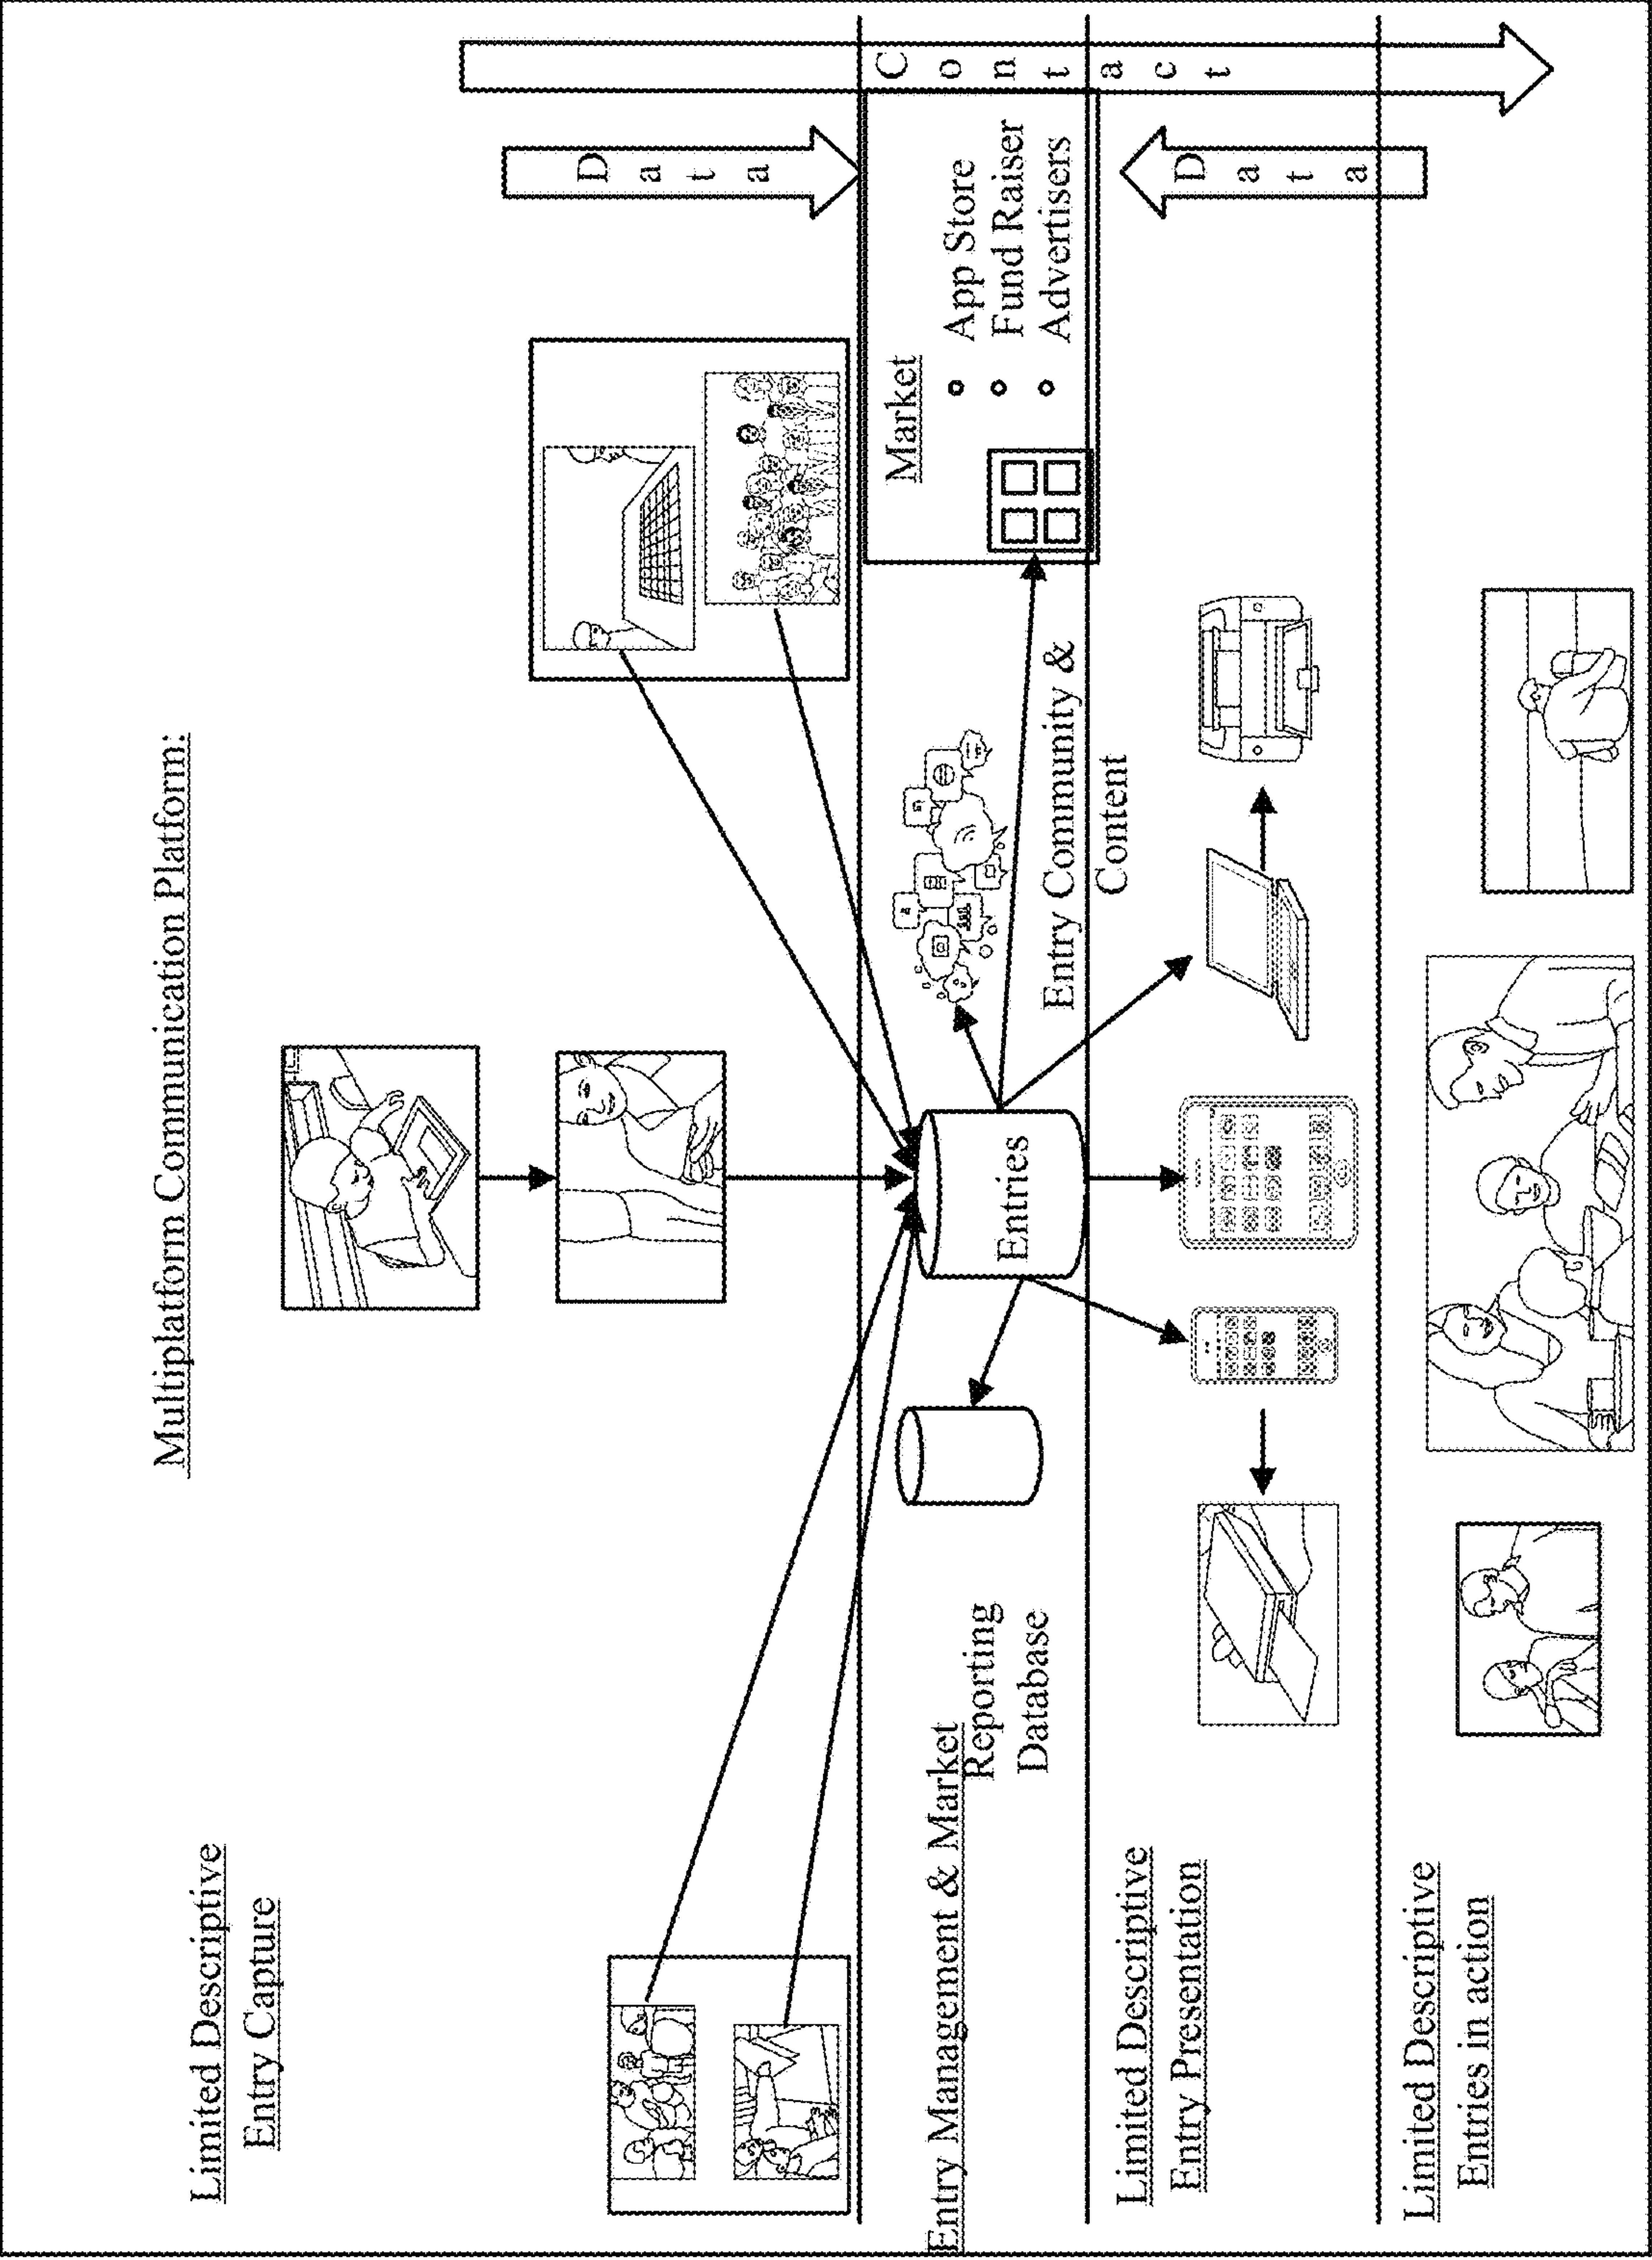 Multiplatform Communication Platform:
Limited Descriptive
Entry Capture
Data
Contact
Entry Management & Market
Reporting
Database
Entries
Entry Community &
Content
Market
App Store
Fund Raiser
Advertisers
Limited Descriptive
Entry Presentation
Data
Limited Descriptive
Entries in action